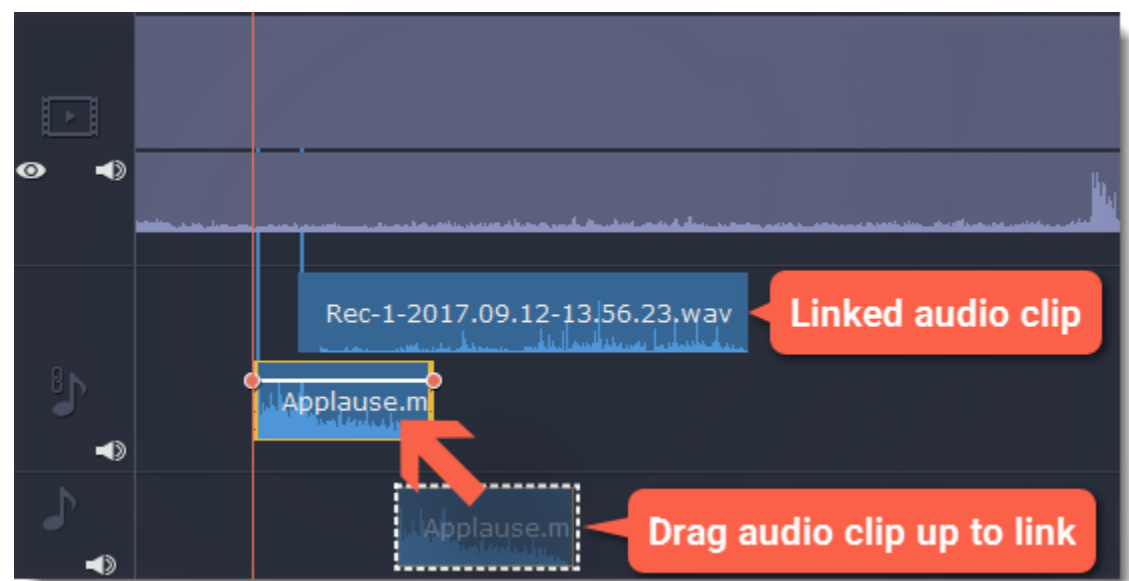 Rec-1-2017.09.12-13.56.23.wav
Linked audio clip
Applause.m
Applause.m
Drag audio clip up to link